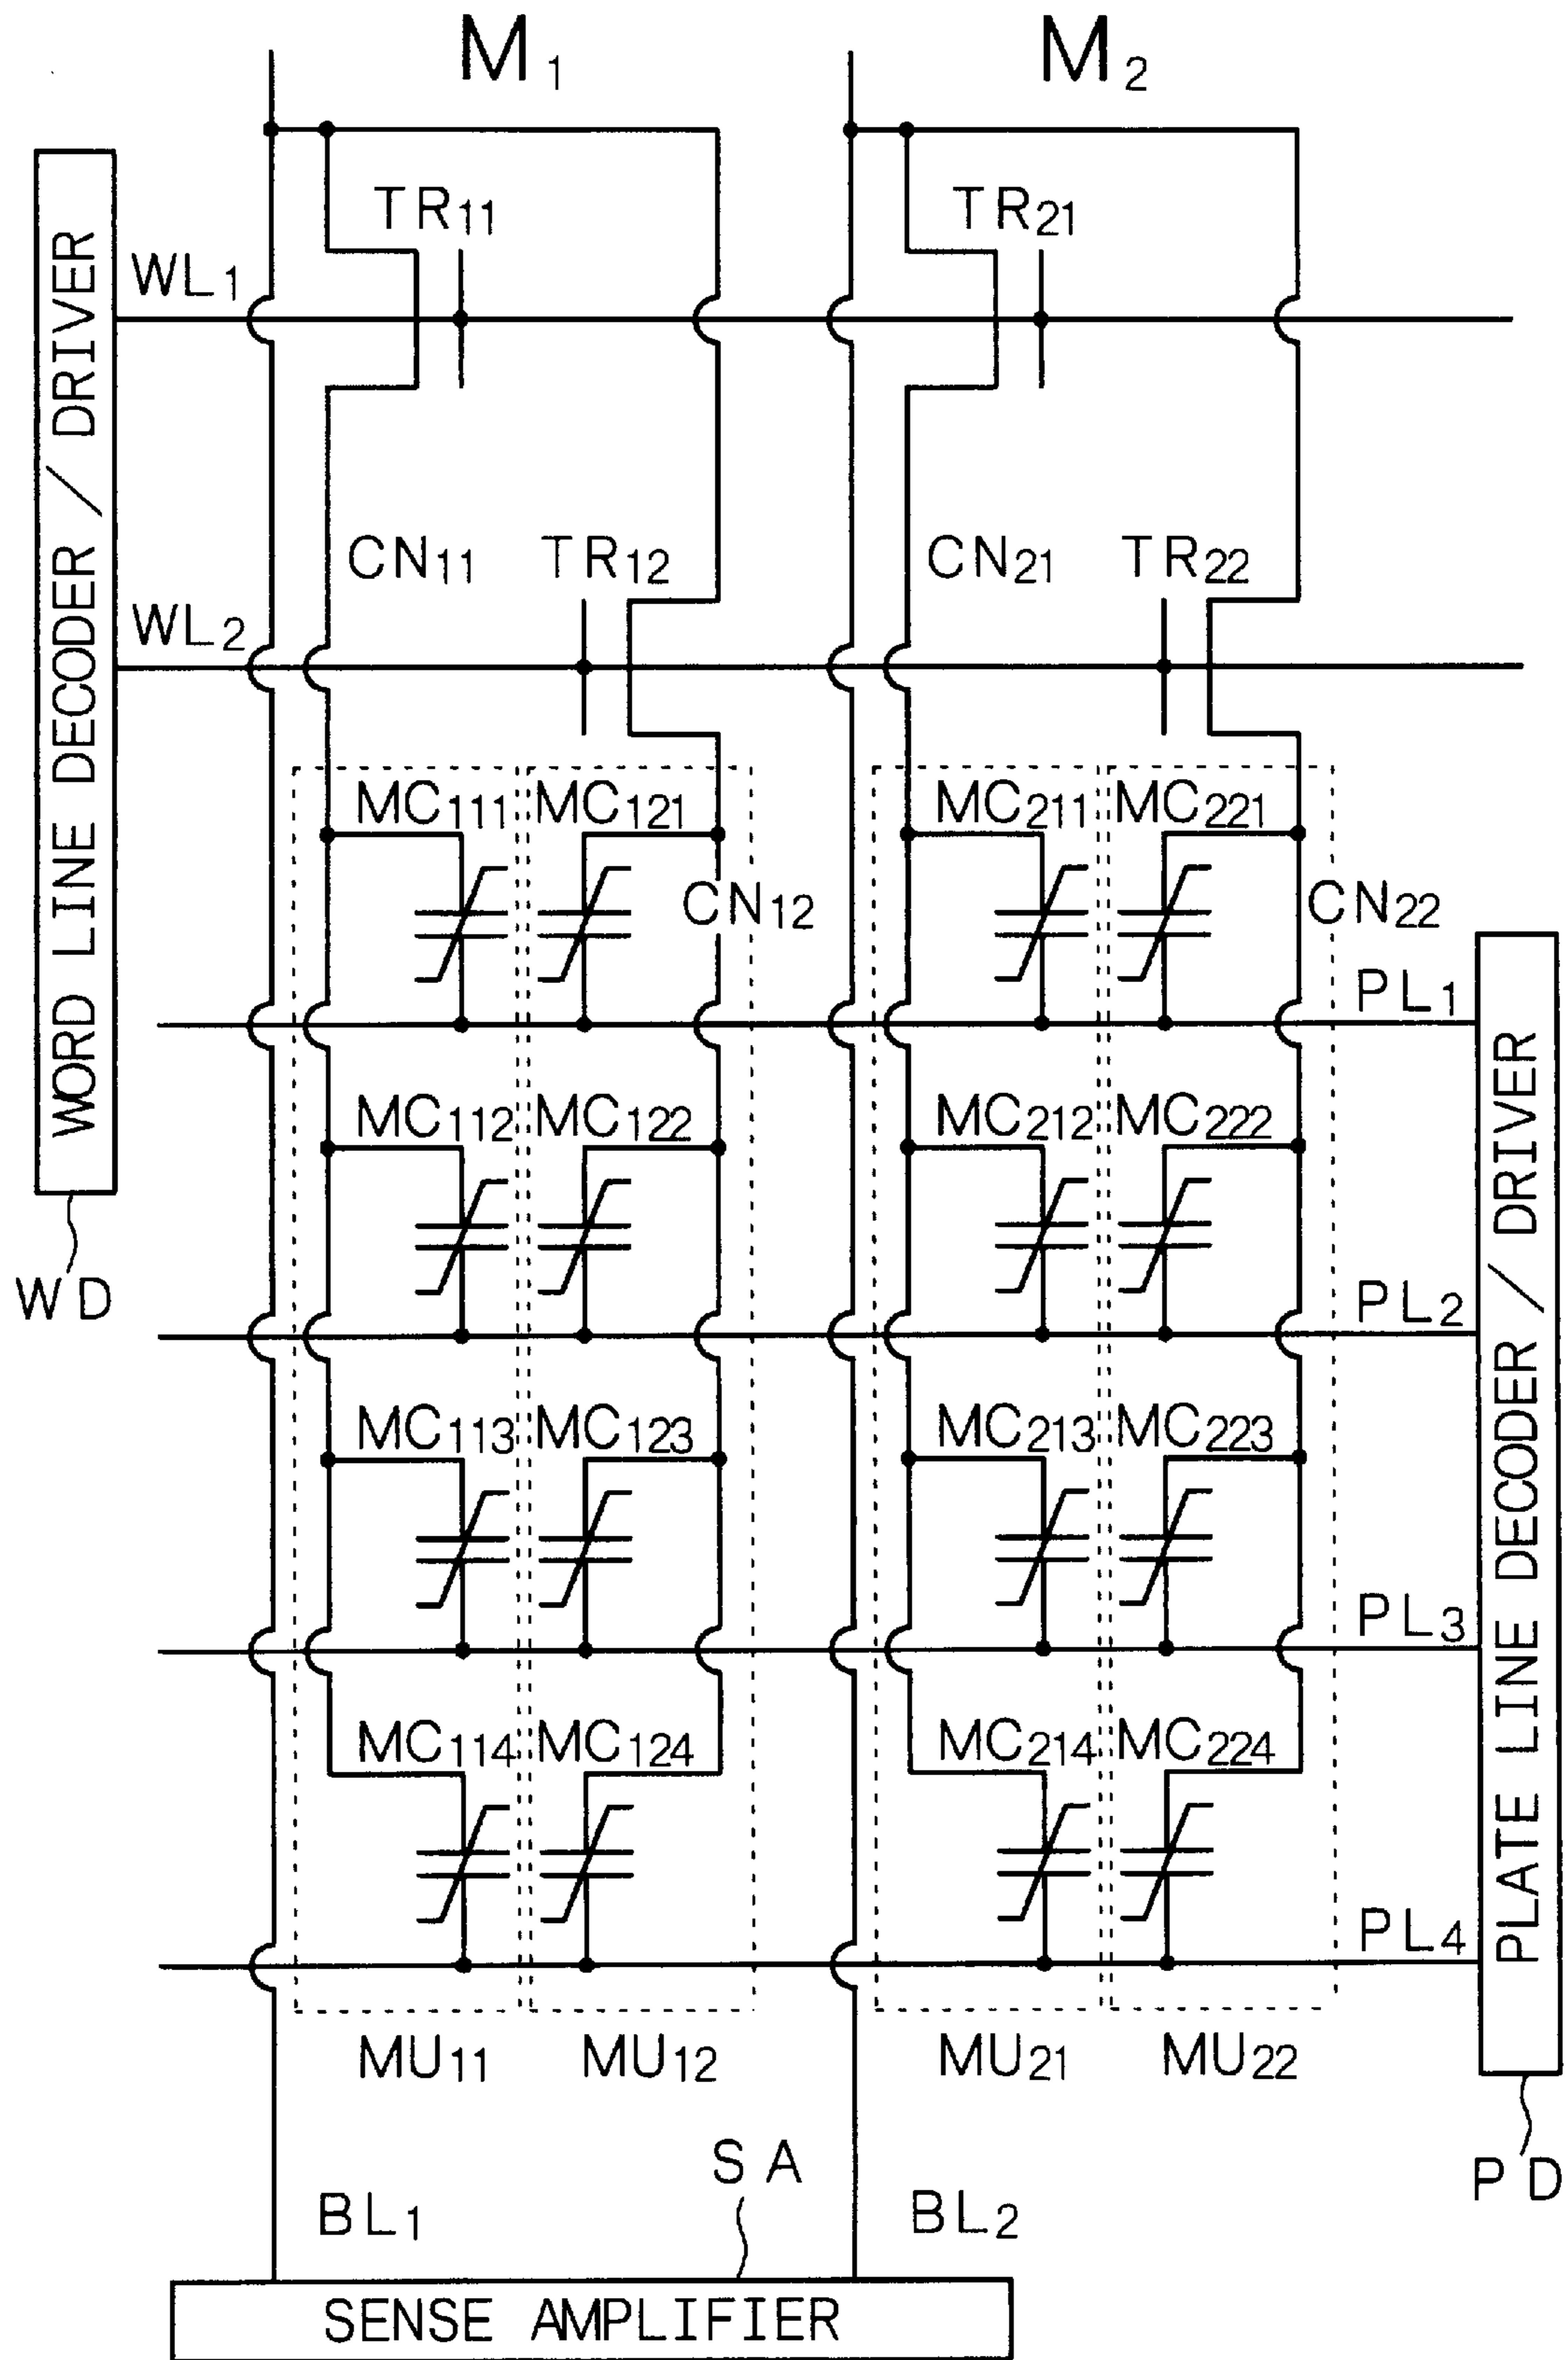 M1 M2
TR11 TR21
WL1
WORD LINE DECODER / DRIVER
CN11 TR12 CN21 TR22
WL2
MC111 MC121 MC211 MC221
CN12 CN22
PL1
MC112 MC122 MC212 MC222
WD
PL2
PLATE LINE DECODER / DRIVER
MC113 MC123 MC213 MC223
PL3
MC114 MC124 MC214 MC224
PL4
MU11 MU12 MU21 MU22
SA
PD
BL1 BL2
SENSE AMPLIFIER